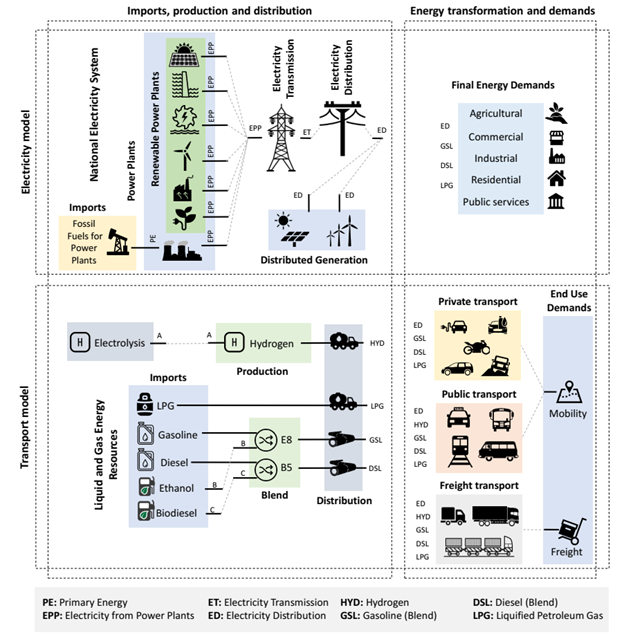 Imports, production and distribution
Energy transformation and demands
Electricity model
National Electricity System
Power Plants
Renewable Power Plants
EPP
EPP
EPP
EPP
EPP
EPP
EPP
EPP
Electricity
Transmission
ET
Electricity
Distribution
ED
ED
ED
Distributed Generation
Imports
Fossil
Fuels for
Power
Plants
PE
Final Energy Demands
ED
GSL
DSL
LPG
Agricultural
Commercial
Industrial
Residential
Public services
Transport model
H
Electrolysis
A
A
H
Hydrogen
HYD
Production
Imports
Liquid and Gas Energy
Resources
LPG
LPG
Gasoline
B
E8
GSL
Diesel
C
B5
DSL
Ethanol
B
Biodiesel
C
Blend
Distribution
Private transport
ED
GSL
DSL
LPG
Public transport
ED
HYD
GSL
DSL
LPG
Freight transport
ED
HYD
GSL
DSL
LPG
End Use
Demands
Mobility
Freight
PE: Primary Energy
ET: Electricity Transmission
HYD: Hydrogen
DSL: Diesel (Blend)
EPP: Electricity from Power Plants
ED: Electricity Distribution
GSL: Gasoline (Blend)
LPG: Liquified Petroleum Gas